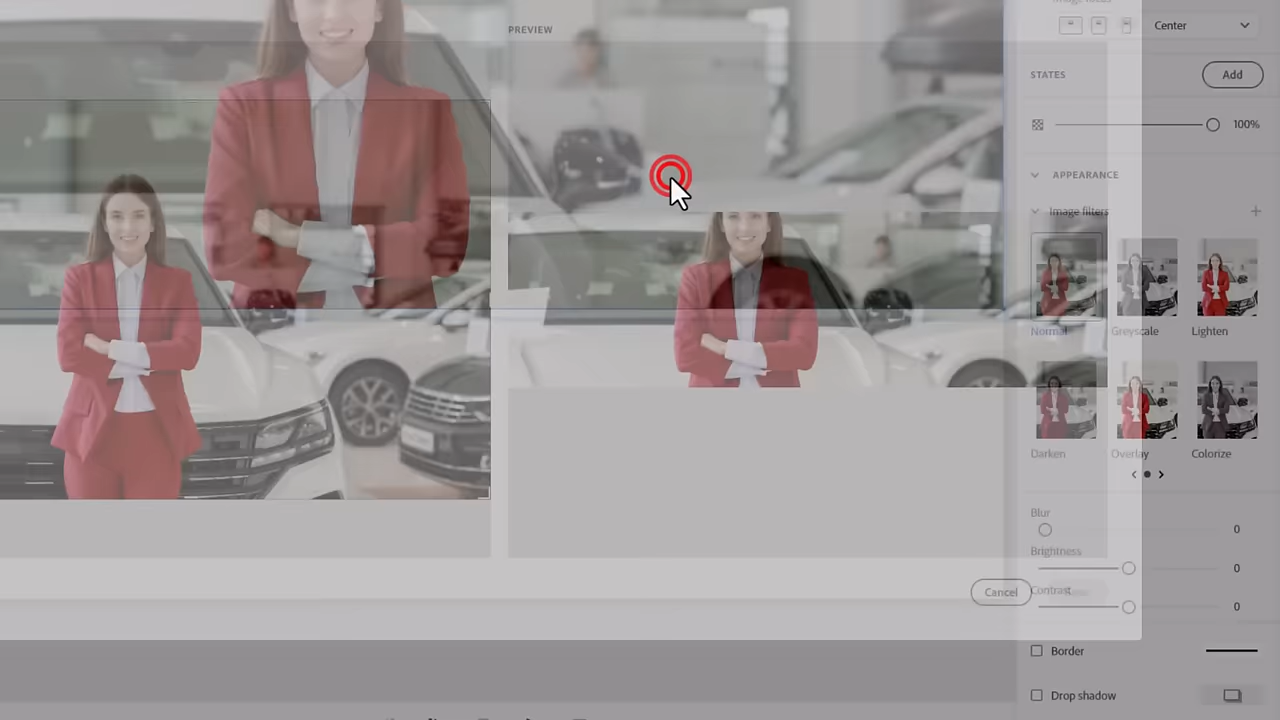 PREVIEW
Center
STATES
Add
100%
APPEARANCE
Image filters
Normal
Greyscale
Lighten
Darken
Overlay
Colorize
Blur
0
Brightness
0
Cancel
Contrast
0
Border
Drop shadow